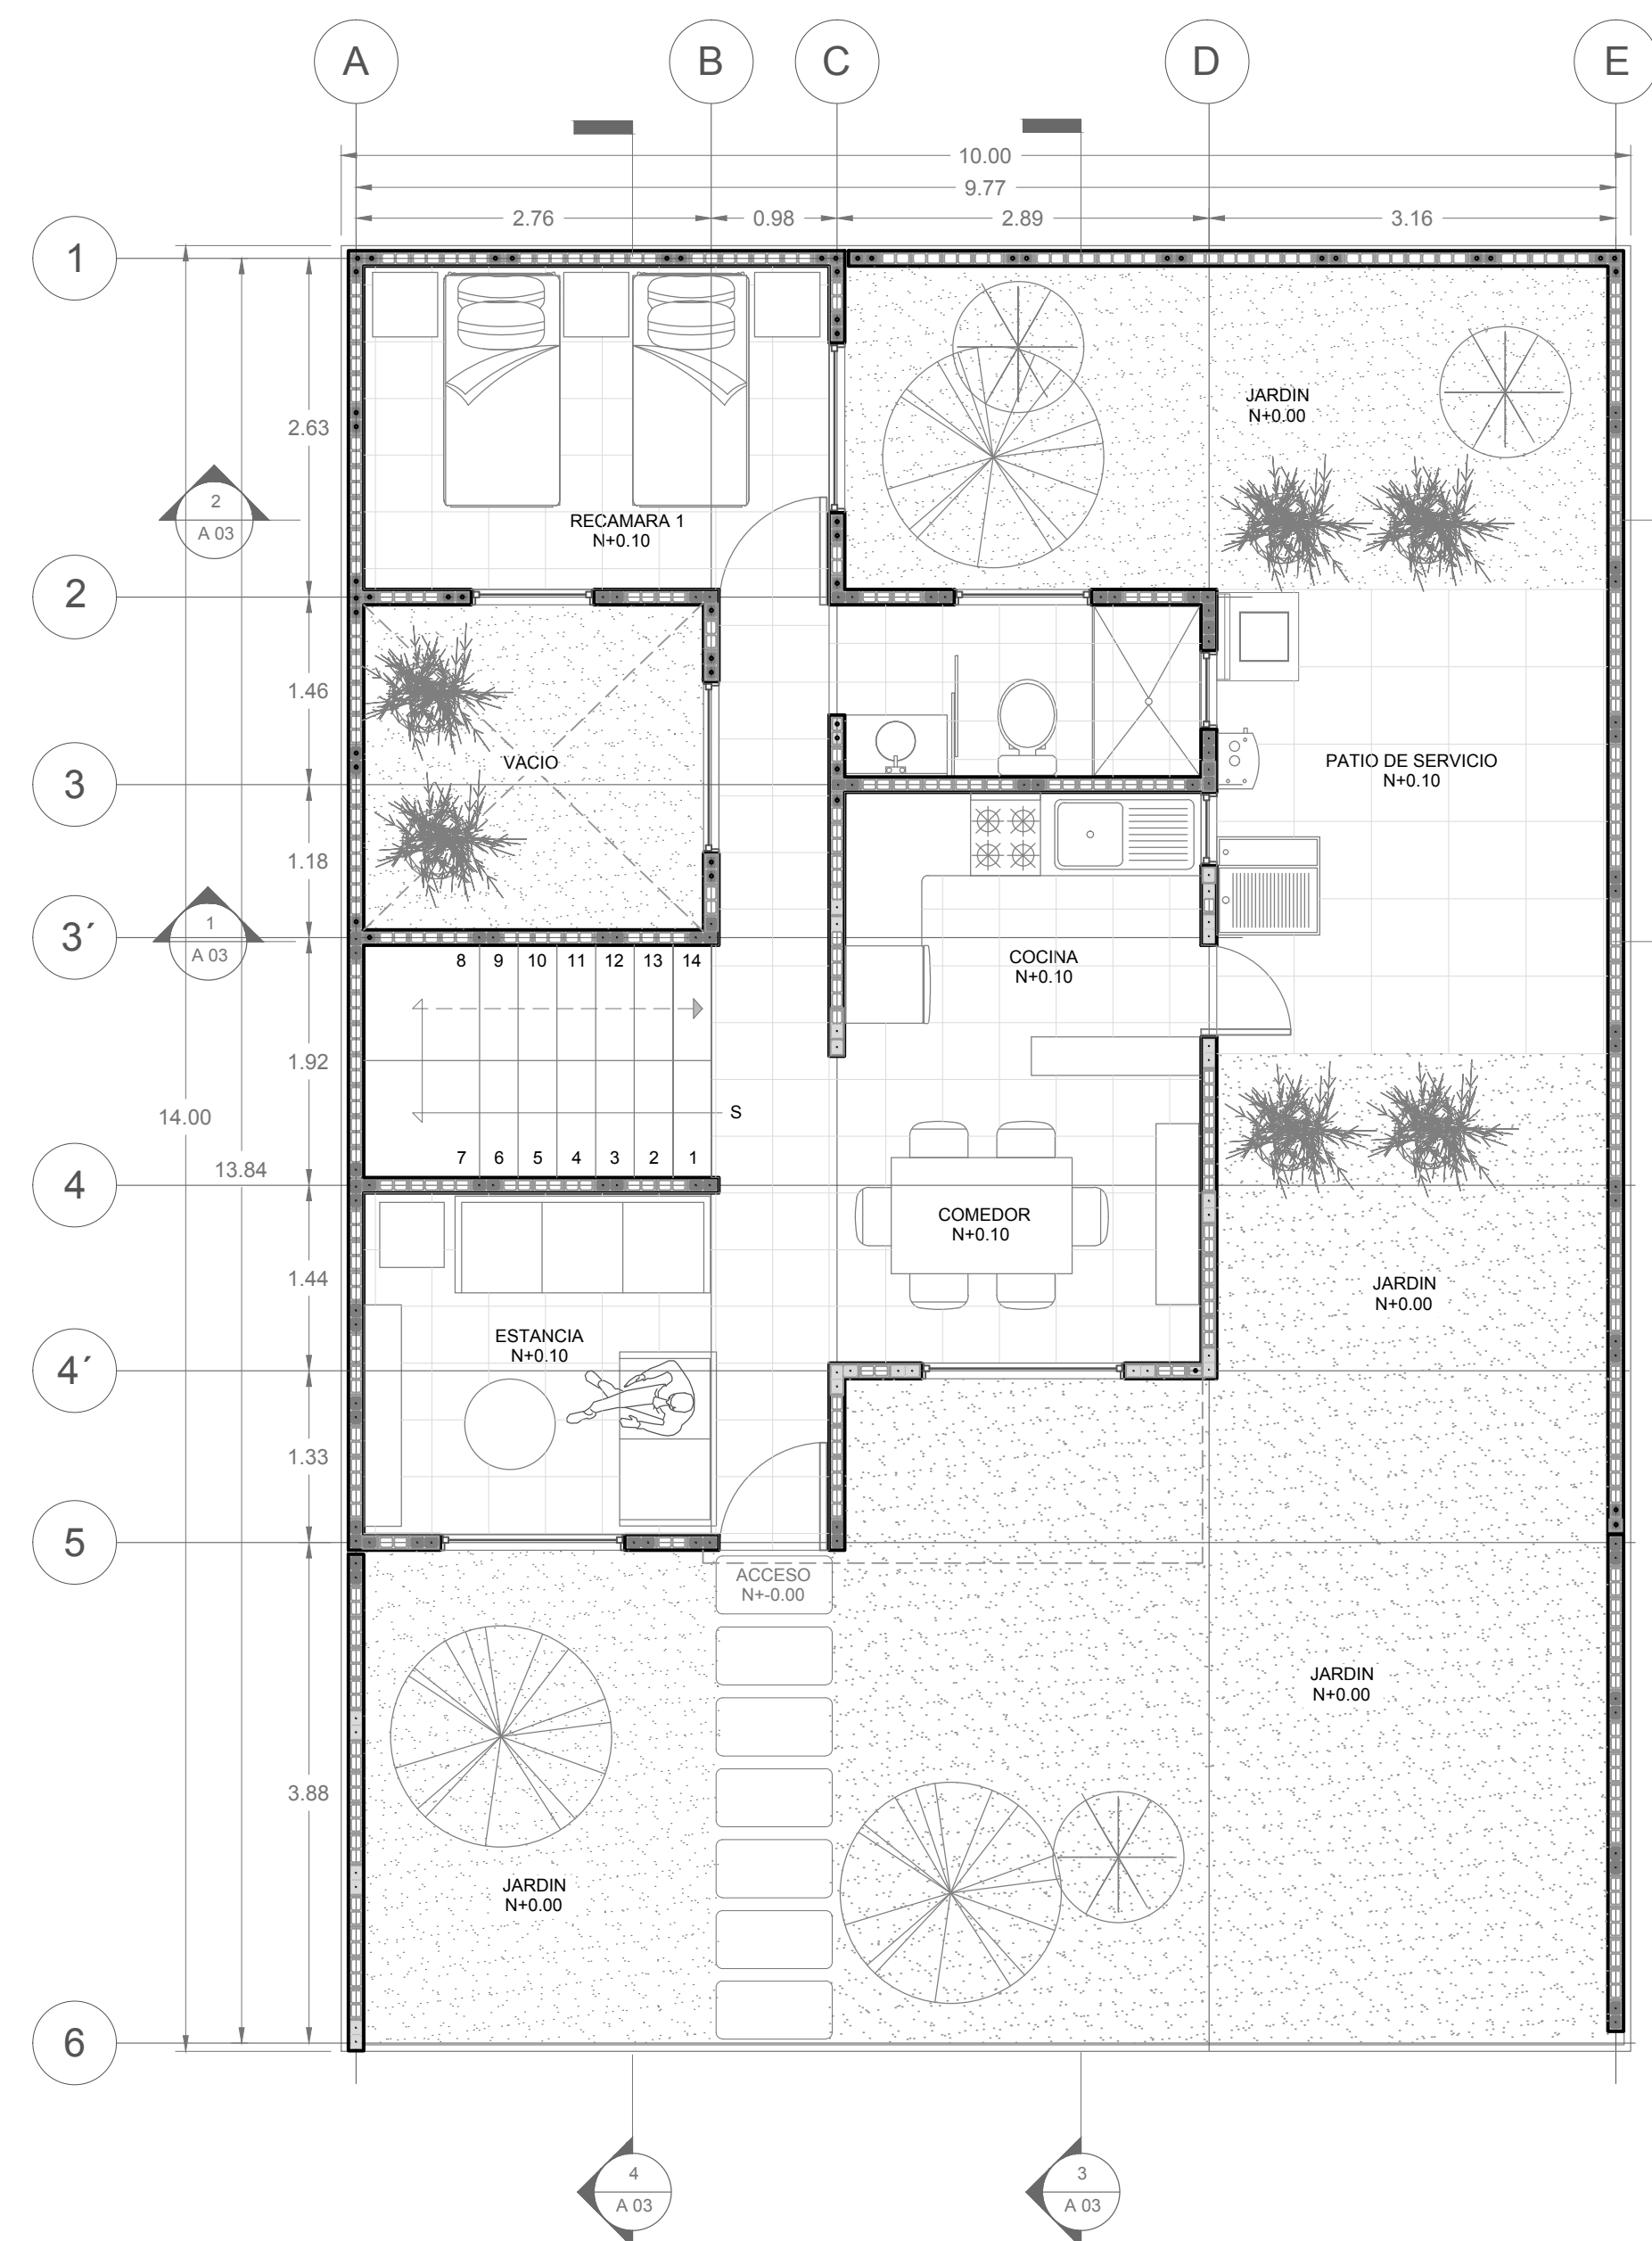 A B C D E
10.00
9.77
2.76 0.98 2.89 3.16
1
JARDIN
N+0.00
2.63
2
A 03
RECAMARA 1
N+0.10
2
1.46
VACIO
PATIO DE SERVICIO
N+0.10
3
1.18
1
A 03
3´
8 9 10 11 12 13 14
COCINA
N+0.10
1.92
14.00
S
13.84
7 6 5 4 3 2 1
4
COMEDOR
N+0.10
1.44
JARDIN
N+0.00
ESTANCIA
N+0.10
4´
1.33
5
ACCESO
N+-0.00
JARDIN
N+0.00
3.88
JARDIN
N+0.00
6
4
A 03
3
A 03